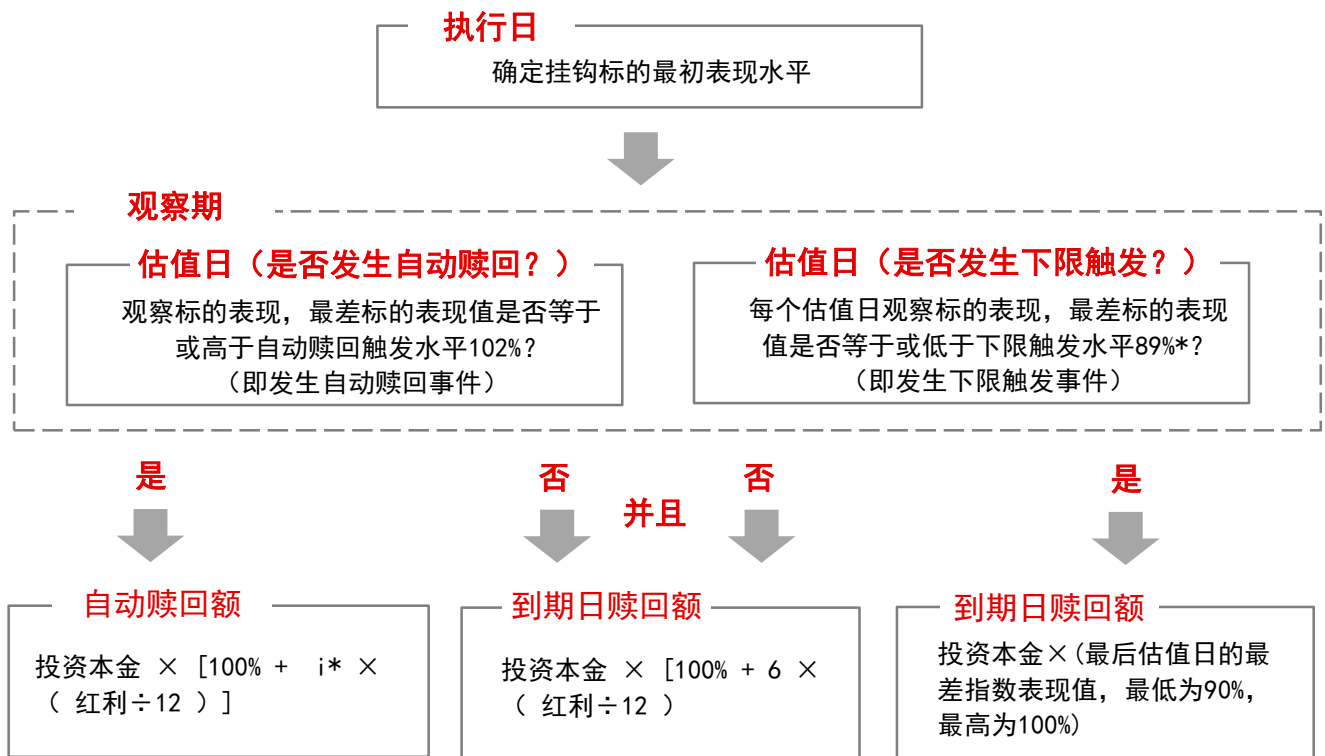 执行日
确定挂钩标的最初表现水平
观察期
估值日（是否发生自动赎回？）
观察标的表现，最差标的表现值是否等于
或高于自动赎回触发水平102%?
（即发生自动赎回事件）
估值日（是否发生下限触发？）
每个估值日观察标的表现，最差标的表现
值是否等于或低于下限触发水平89%*?
（即发生下限触发事件）
是
否
并且
否
是
自动赎回额
投资本金 × [100% + i* ×
（ 红利÷12 ）]
到期日赎回额
投资本金 × [100% + 6 ×
（ 红利÷12 ）
到期日赎回额
投资本金×(最后估值日的最
差指数表现值，最低为90%，
最高为100%)